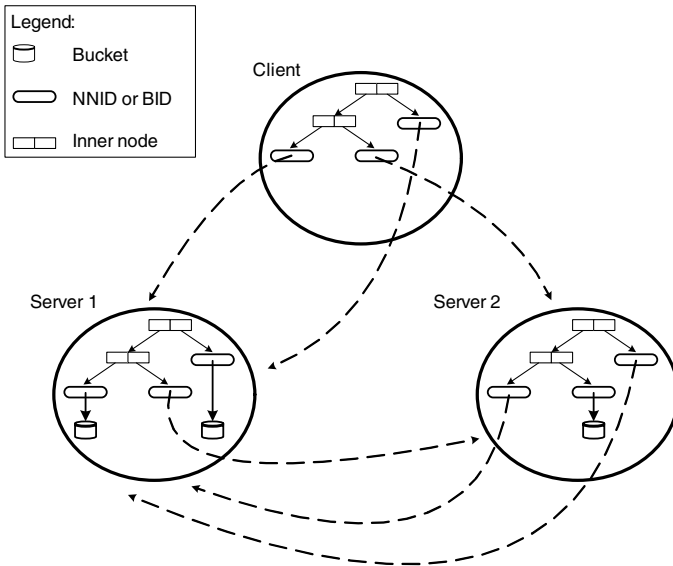 Legend:
Bucket
NNID or BID
Inner node
Client
Server 1
Server 2